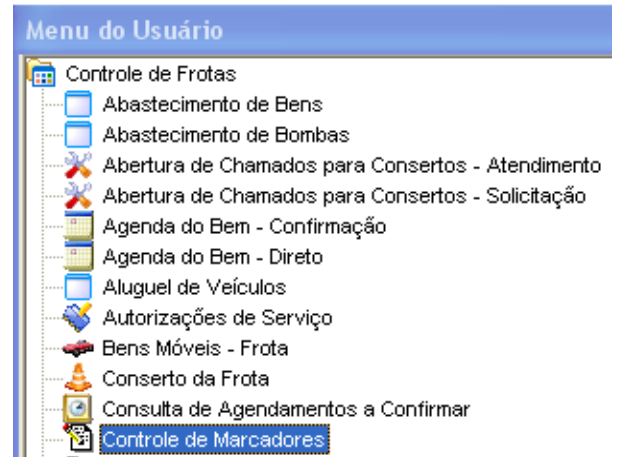 Menu do Usuário
Controle de Frotas
Abastecimento de Bens
Abastecimento de Bombas
Abertura de Chamados para Consertos - Atendimento
Abertura de Chamados para Consertos - Solicitação
Agenda do Bem - Confirmação
Agenda do Bem - Direto
Aluguel de Veículos
Autorizações de Serviço
Bens Móveis - Frota
Conserto da Frota
Consulta de Agendamentos a Confirmar
Controle de Marcadores